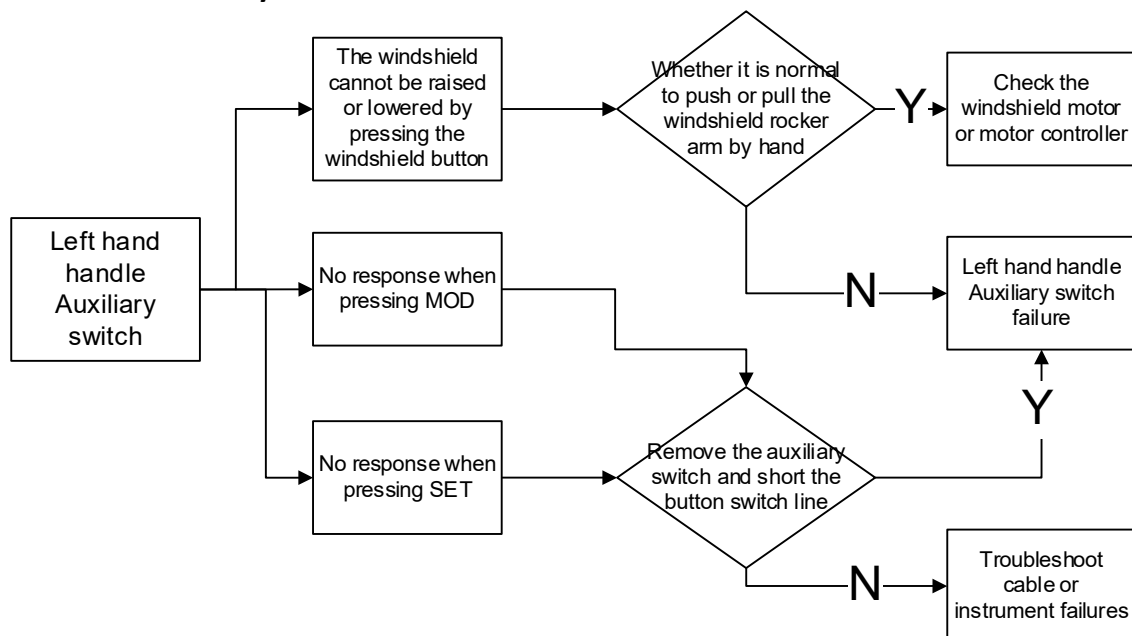 The windshield
cannot be raised
or lowered by
pressing the
windshield button
Whether it is normal
to push or pull the
windshield rocker
arm by hand
Y
Check the
windshield motor
or motor controller
Left hand
handle
Auxiliary
switch
No response when
pressing MOD
N
Left hand handle
Auxiliary switch
failure
Y
No response when
pressing SET
Remove the auxiliary
switch and short the
button switch line
N
Troubleshoot
cable or
instrument failures